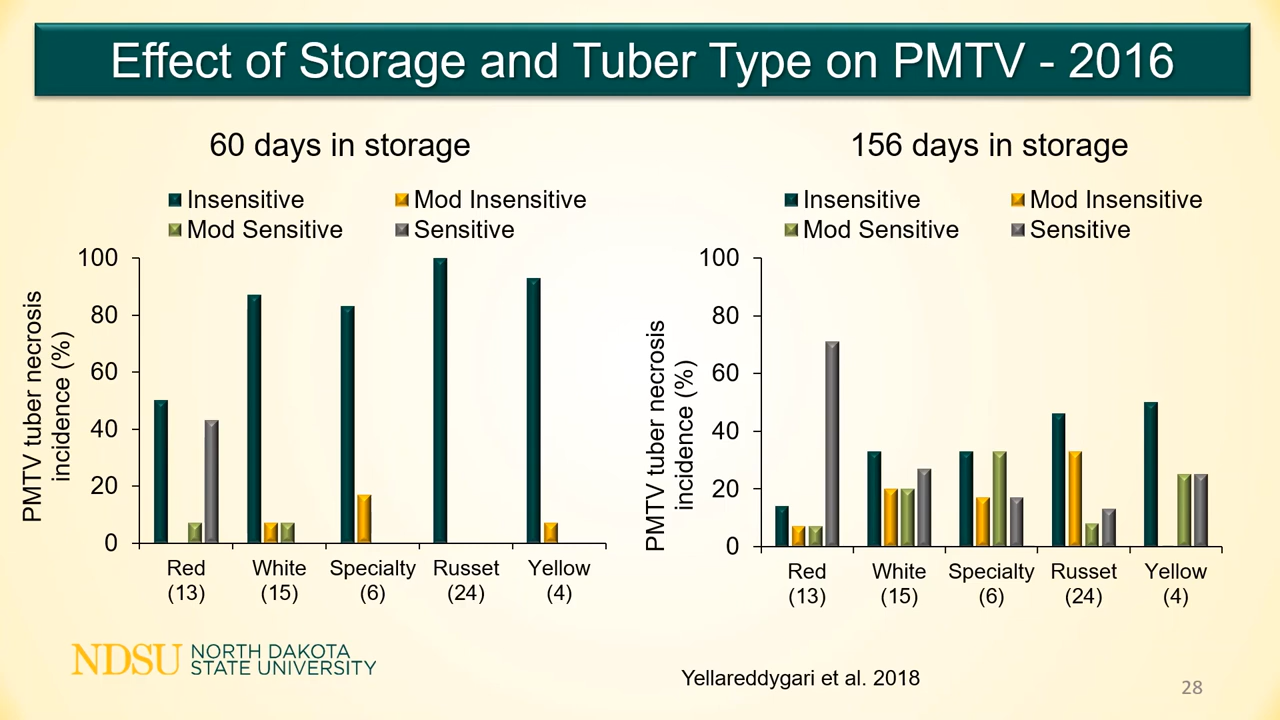 Effect of Storage and Tuber Type on PMTV - 2016
60 days in storage
Insensitive
Mod Insensitive
Mod Sensitive
Sensitive
PMTV tuber necrosis
incidence (%)
100
80
60
40
20
0
Red
(13)
White
(15)
Specialty
(6)
Russet
(24)
Yellow
(4)
156 days in storage
Insensitive
Mod Insensitive
Mod Sensitive
Sensitive
PMTV tuber necrosis
incidence (%)
100
80
60
40
20
0
Red
(13)
White
(15)
Specialty
(6)
Russet
(24)
Yellow
(4)
NDSU
NORTH DAKOTA
STATE UNIVERSITY
Yellareddygari et al. 2018
28